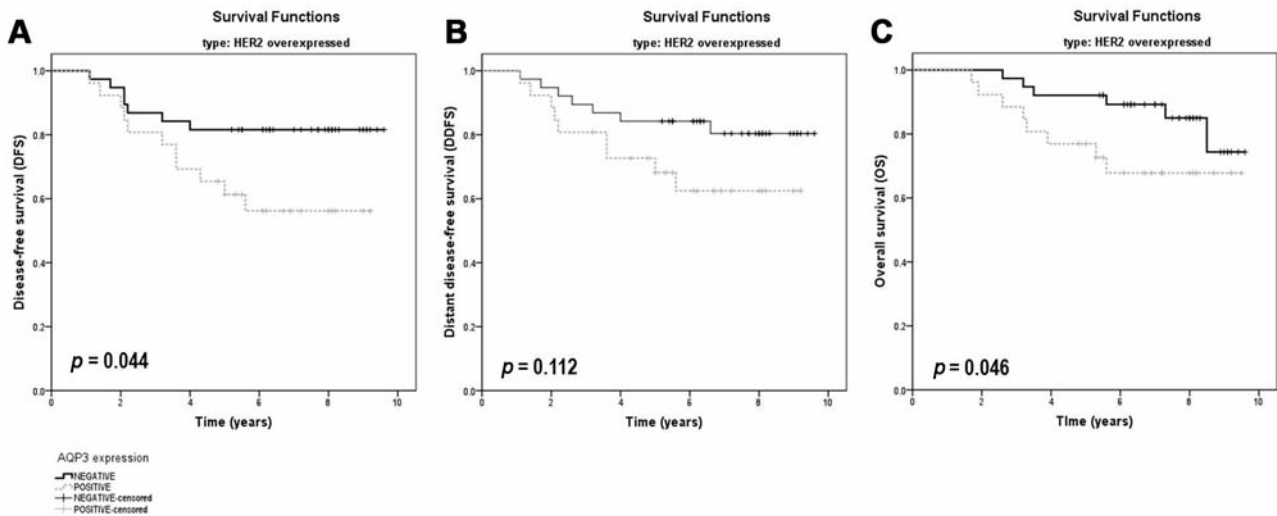 A
Survival Functions
type: HER2 overexpressed
Disease-free survival (DFS)
1.0
0.8
0.6
0.4
0.2
0.0
p = 0.044
0 2 4 6 8 10
Time (years)
B
Survival Functions
type: HER2 overexpressed
Distant disease-free survival (DDFS)
1.0
0.8
0.6
0.4
0.2
0.0
p = 0.112
0 2 4 6 8 10
Time (years)
C
Survival Functions
type: HER2 overexpressed
Overall survival (OS)
1.0
0.8
0.6
0.4
0.2
0.0
p = 0.046
0 2 4 6 8 10
TIme (years)
AQP3 expression
NEGATIVE
POSITIVE
NEGATIVE-censored
POSITIVE-censored